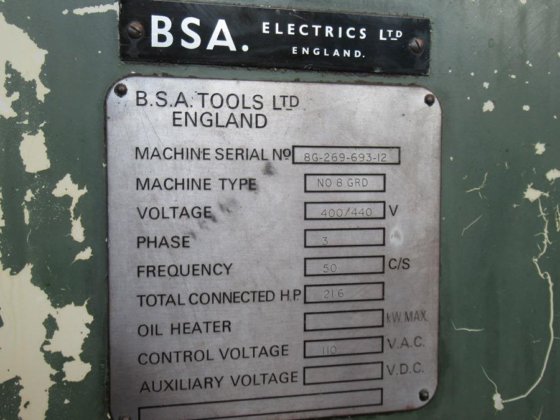 BSA. ELECTRICS LTD
ENGLAND.
B.S.A. TOOLS LTD
ENGLAND
MACHINE SERIAL NO 8G-269-693-12
MACHINE TYPE NO 8 GRD
VOLTAGE 400/440 V
PHASE 3
FREQUENCY 50 C/S
TOTAL CONNECTED H.P 21.6
OIL HEATER kW. MAX.
CONTROL VOLTAGE 110 V.A.C.
AUXILIARY VOLTAGE V.D.C.